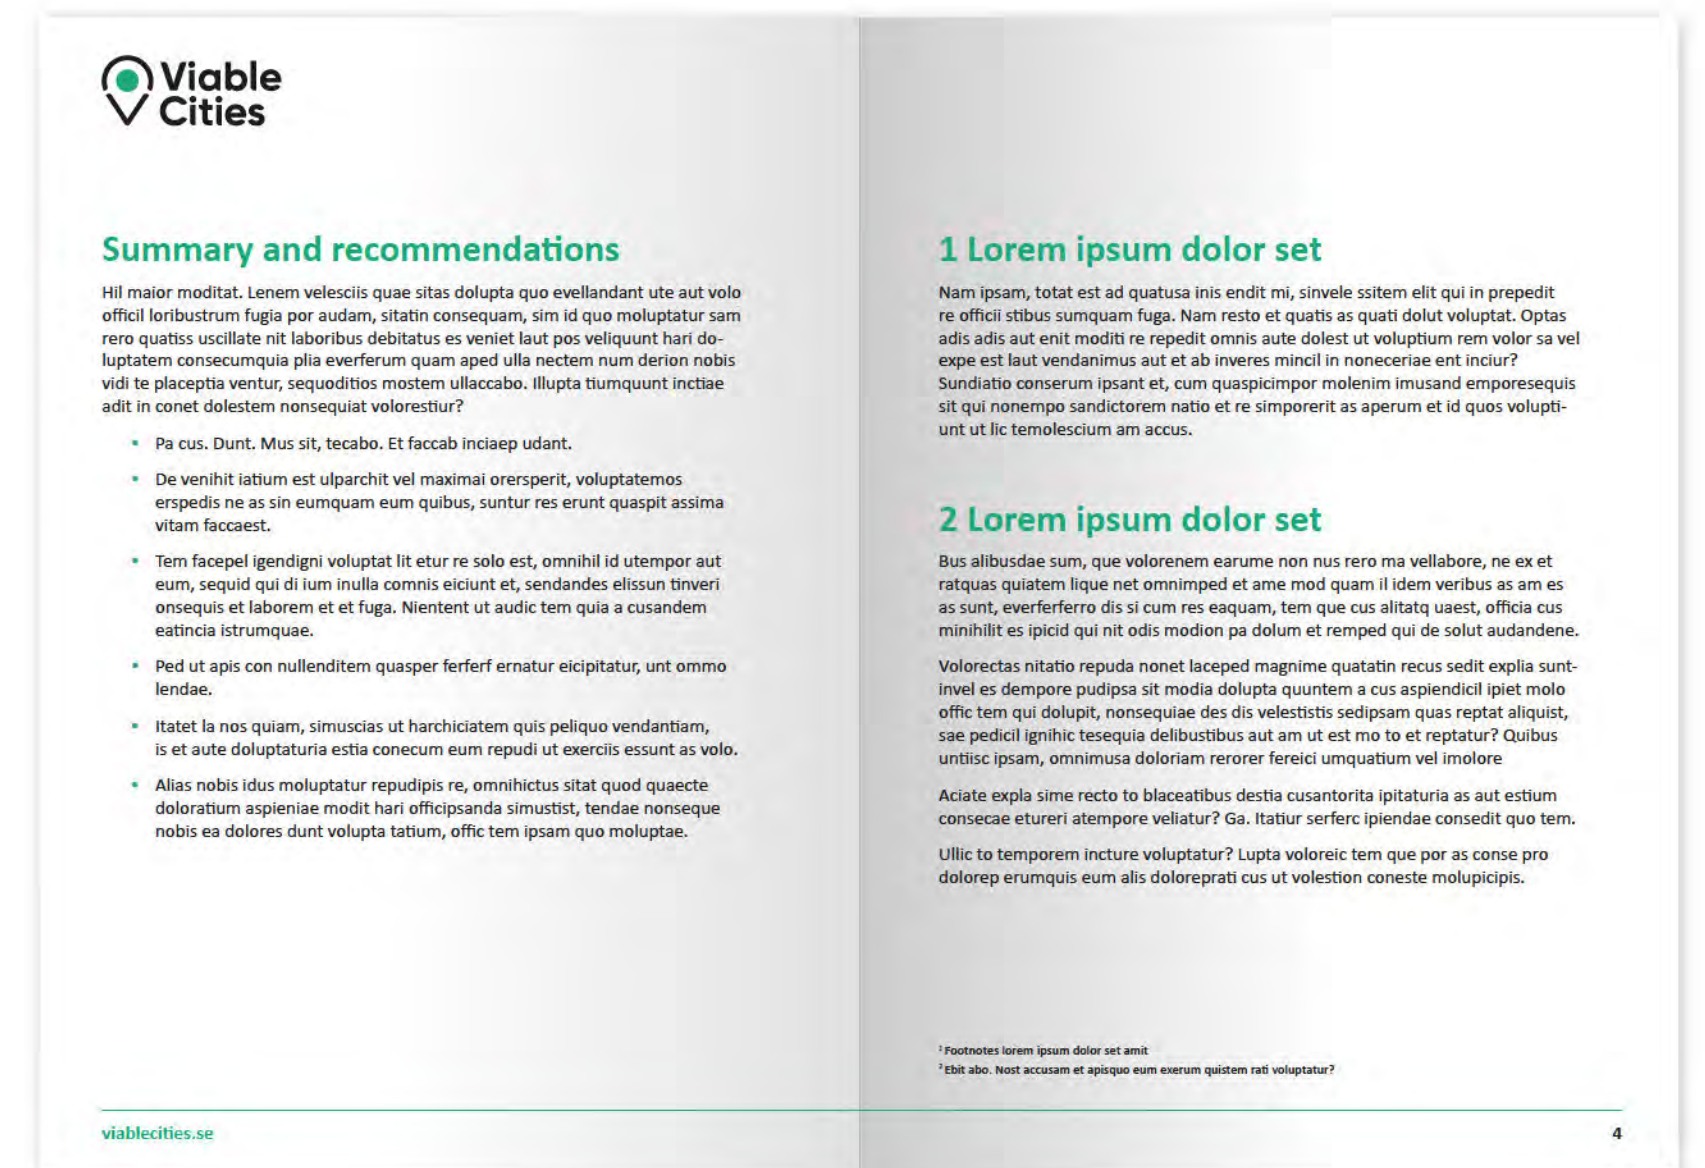 Viable
Cities
Summary and recommendations
Hil maior moditat. Lenem velesciis quae sitas dolupta quo evellandant ute aut volo
officil loribustrum fugia por audam, sitatin consequam, sim id quo moluptatur sam
rero quatiss uscillate nit laboribus debitatus es veniet laut pos veliquunt hari do-
luptatem consecumquia plia everferum quam aped ulla nectem num derion nobis
vidi te placeptia ventur, sequoditios mostem ullaccabo. Illupta tiumquunt inctiae
adit in conet dolestem nonsequiat volorestiur?
• Pa cus. Dunt. Mus sit, tecabo. Et faccab inciaep udant.
• De venihit iatium est ulparchit vel maximai orersperit, voluptatemos
erspedis ne as sin eumquam eum quibus, suntur res erunt quaspit assima
vitam faccaest.
• Tem facepel igendigni voluptat lit etur re solo est, omnihil id utempor aut
eum, sequid qui di ium inulla comnis eiciunt et, sendandes elissun tinveri
onsequis et laborem et et fuga. Nientent ut audic tem quia a cusandem
eatincia istrumquae.
• Ped ut apis con nullenditem quasper ferferf ernatur eicipitatur, unt ommo
lendae.
• Itatet la nos quiam, simuscias ut harchiciatem quis peliquo vendantiam,
is et aute doluptaturia estia conecum eum repudi ut exerciis essunt as volo.
• Alias nobis idus moluptatur repudipis re, omnihictus sitat quod quaecte
doloratium aspieniae modit hari officipsanda simustist, tendae nonseque
nobis ea dolores dunt volupta tatium, offic tem ipsam quo moluptae.
1 Lorem ipsum dolor set
Nam ipsam, totat est ad quatusa inis endit mi, sinvele ssitem elit qui in prepedit
re officii stibus sumquam fuga. Nam resto et quatis as quati dolut voluptat. Optas
adis adis aut enit moditi re repedit omnis aute dolest ut voluptium rem volor sa vel
expe est laut vendanimus aut et ab inveres mincil in noneceriae ent inciur?
Sundiatio conserum ipsant et, cum quaspicimpor molenim imusand emporesequis
sit qui nonempo sandictorem natio et re simporerit as aperum et id quos volupti-
unt ut lic temolescium am accus.
2 Lorem ipsum dolor set
Bus alibusdae sum, que volorenem earume non nus rero ma vellabore, ne ex et
ratquas quiatem lique net omnimped et ame mod quam il idem veribus as am es
as sunt, everferferro dis si cum res eaquam, tem que cus alitatq uaest, officia cus
minihilit es ipicid qui nit odis modion pa dolum et remped qui de solut audandene.
Volorectas nitatio repuda nonet laceped magnime quatatin recus sedit explia sunt-
invel es dempore pudipsa sit modia dolupta quuntem a cus aspiendicil ipiet molo
offic tem qui dolupit, nonsequiae des dis velestistis sedipsam quas reptat aliquist,
sae pedicil ignihic tesequia delibustibus aut am ut est mo to et reptatur? Quibus
untiisc ipsam, omnimusa doloriam rerorer fereici umquatium vel imolore
Aciate expla sime recto to blaceatibus destia cusantorita ipitaturia as aut estium
consecae etureri atempore veliatur? Ga. Itatiur serferc ipiendae consedit quo tem.
Ullic to temporem incture voluptatur? Lupta voloreic tem que por as conse pro
dolorep erumquis eum alis doloreprati cus ut volestion coneste molupicipis.
¹ Footnotes lorem ipsum dolor set amit
² Ebit abo. Nost accusam et apisquo eum exerum quistem rati voluptatur?
viablecities.se
4